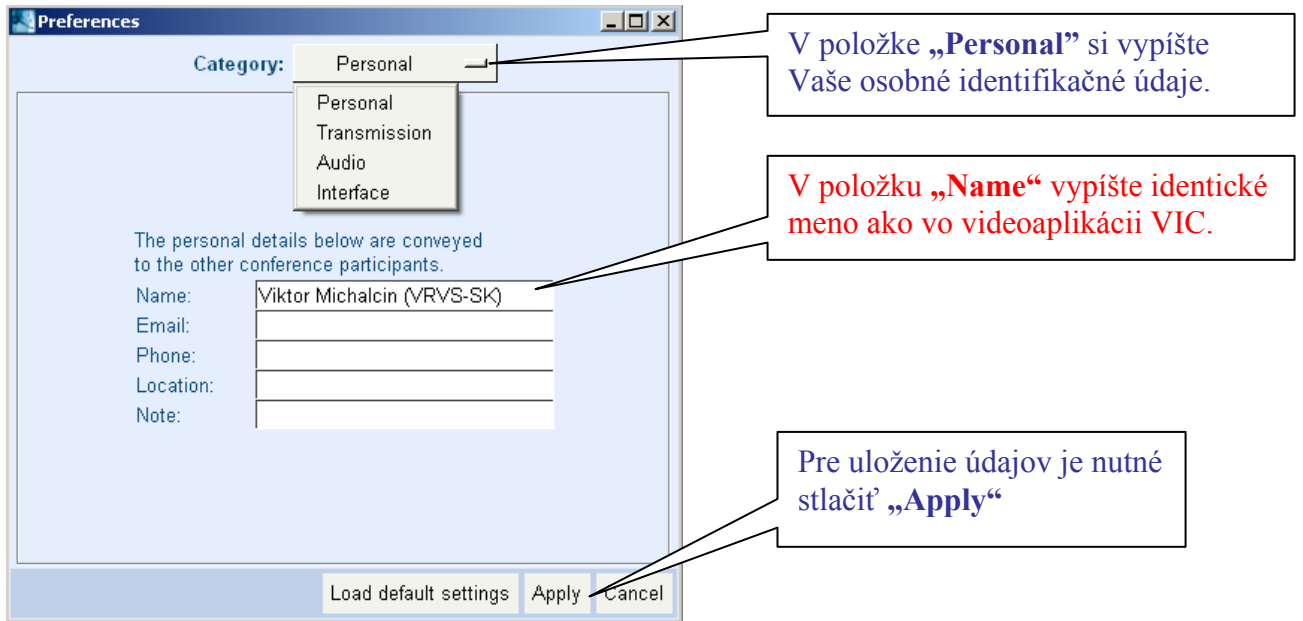 Preferences
Category: Personal
Personal
Transmission
Audio
Interface
The personal details below are conveyed
to the other conference participants.
Name: Viktor Michalcin (VRVS-SK)
Email:
Phone:
Location:
Note:
Load default settings Apply Cancel
V položke „Personal” si vypíšte
Vaše osobné identifikačné údaje.
V položku „Name“ vypíšte identické
meno ako vo videoaplikácii VIC.
Pre uloženie údajov je nutné
stlačiť „Apply“